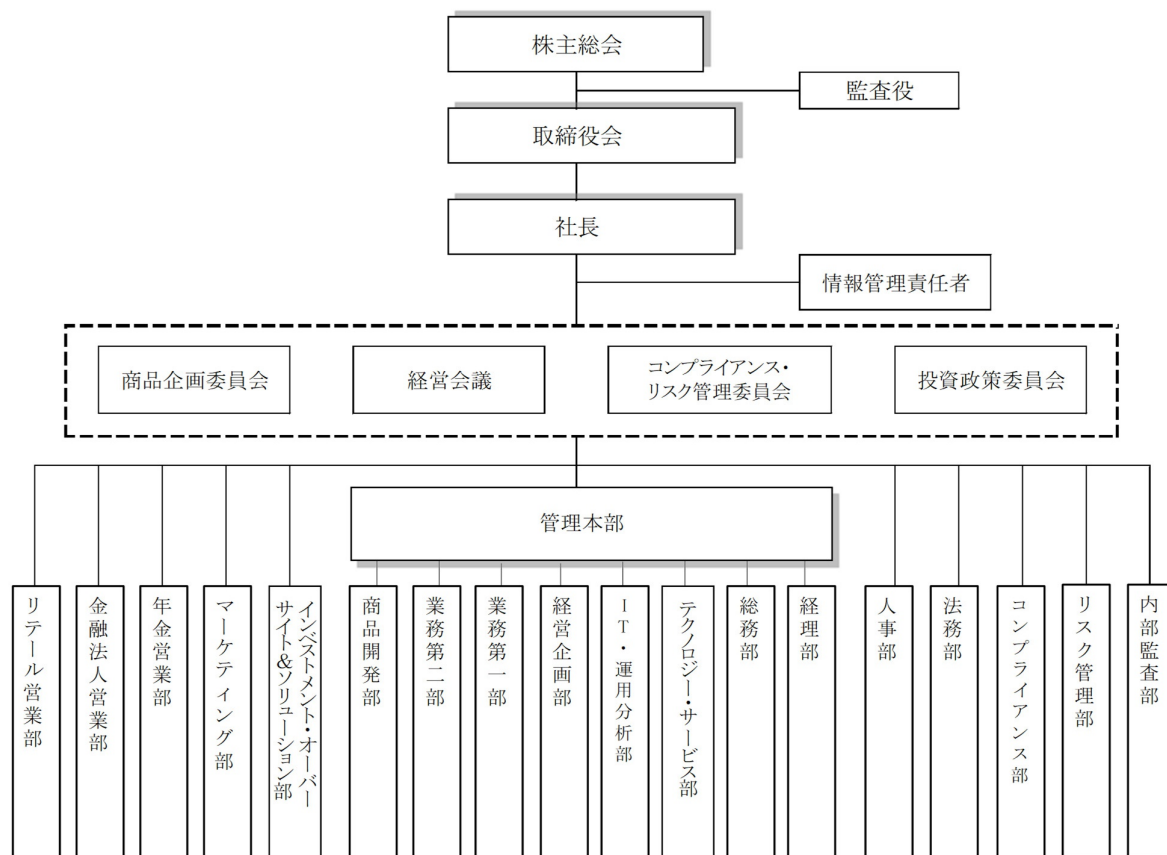 株主総会
監査役
取締役会
社長
情報管理責任者
商品企画委員会
経営会議
コンプライアンス・
リスク管理委員会
投資政策委員会
管理本部
リテール営業部
金融法人営業部
年金営業部
マーケティング部
インベストメント・オーバー
サイト&ソリューション部
商品開発部
業務第二部
業務第一部
経営企画部
IT・運用分析部
テクノロジー・サービス部
総務部
経理部
人事部
法務部
コンプライアンス部
リスク管理部
内部監査部